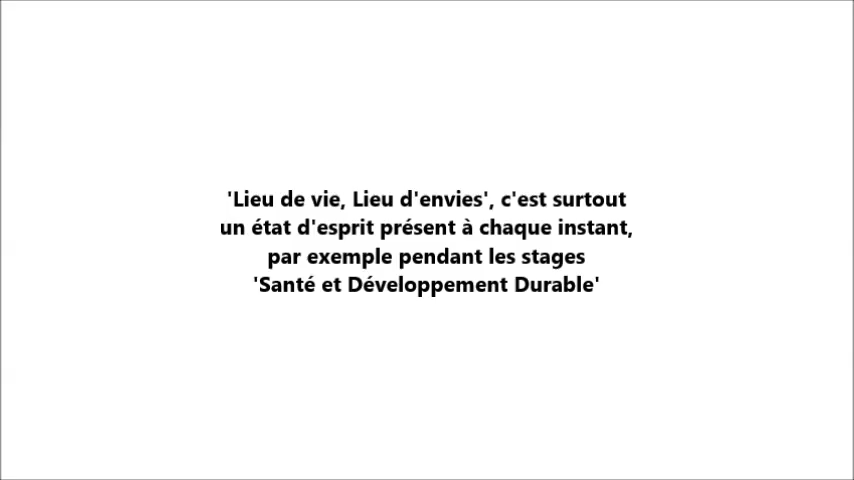 'Lieu de vie, Lieu d'envies', c'est surtout
un état d'esprit présent à chaque instant,
par exemple pendant les stages
'Santé et Développement Durable'